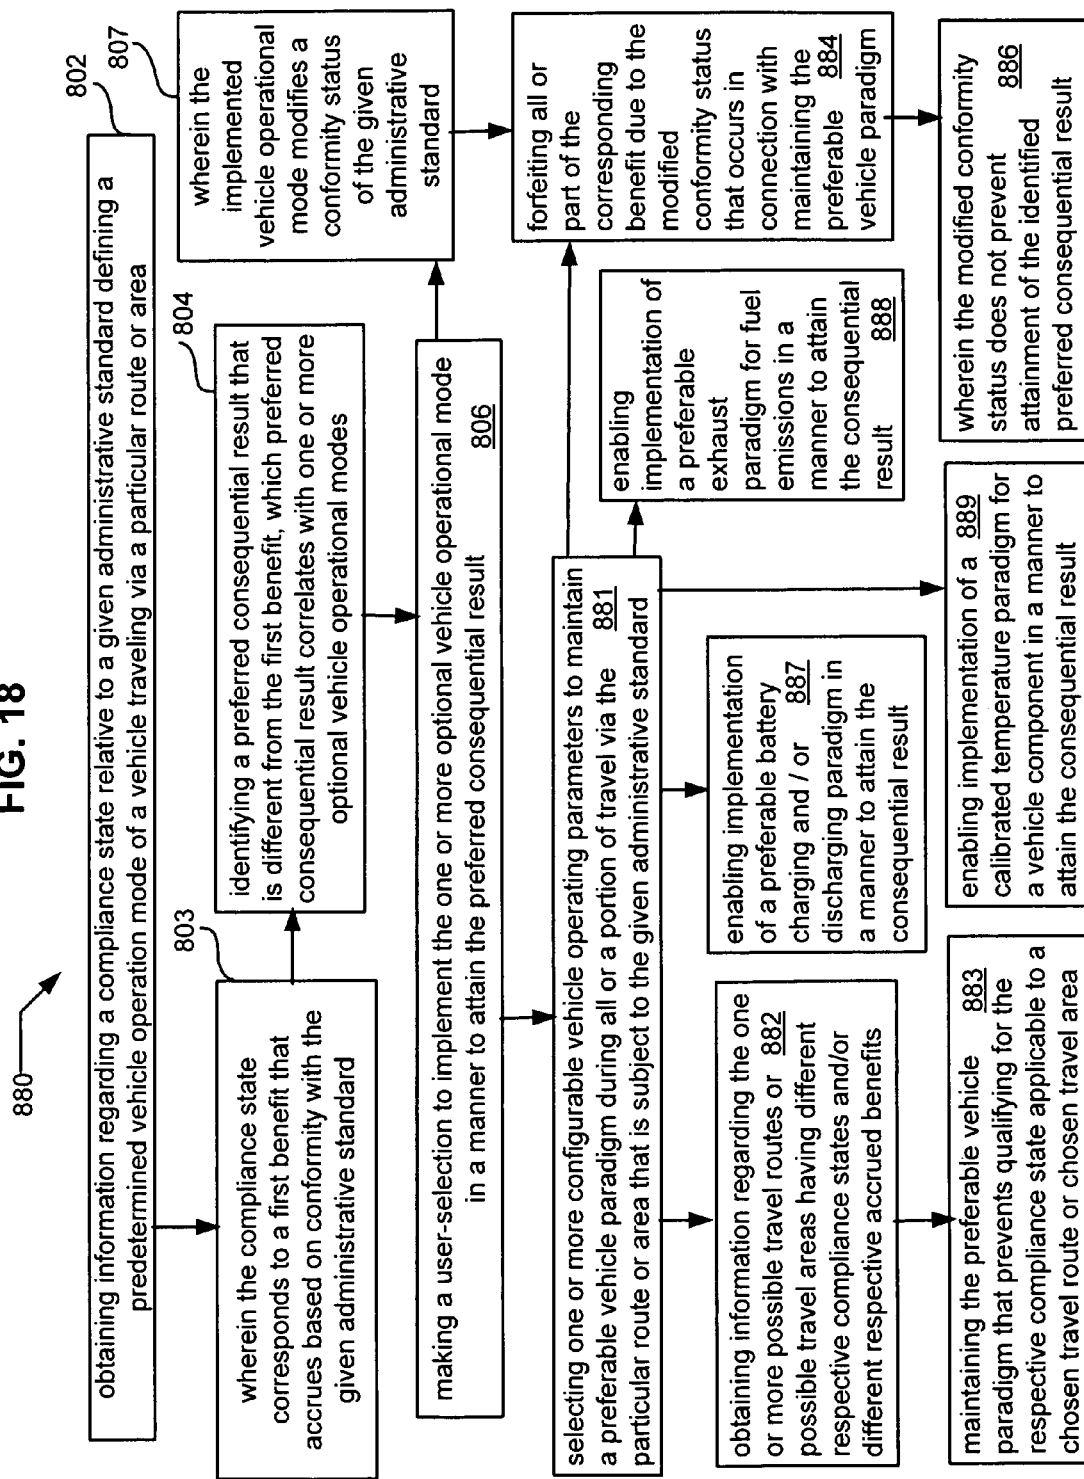 FIG. 18
880
802
obtaining information regarding a compliance state relative to a given administrative standard defining a
predetermined vehicle operation mode of a vehicle traveling via a particular route or area
803
wherein the compliance state
corresponds to a first benefit that
accrues based on conformity with the
given administrative standard
804
identifying a preferred consequential result that
is different from the first benefit, which preferred
consequential result correlates with one or more
optional vehicle operational modes
807
wherein the
implemented
vehicle operational
mode modifies a
conformity status
of the given
administrative
standard
making a user-selection to implement the one or more optional vehicle operational mode
in a manner to attain the preferred consequential result 806
selecting one or more configurable vehicle operating parameters to maintain
a preferable vehicle paradigm during all or a portion of travel via the 881
particular route or area that is subject to the given administrative standard
forfeiting all or
part of the
corresponding
benefit due to the
modified
conformity status
that occurs in
connection with
maintaining the
preferable 884
vehicle paradigm
enabling
implementation of
a preferable
exhaust
paradigm for fuel
emissions in a
manner to attain
the consequential
result 888
obtaining information regarding the one
or more possible travel routes or 882
possible travel areas having different
respective compliance states and/or
different respective accrued benefits
enabling implementation
of a preferable battery
charging and / or 887
discharging paradigm in
a manner to attain the
consequential result
maintaining the preferable vehicle
paradigm that prevents qualifying for the 883
respective compliance state applicable to a
chosen travel route or chosen travel area
enabling implementation of a 889
calibrated temperature paradigm for
a vehicle component in a manner to
attain the consequential result
wherein the modified conformity
status does not prevent 886
attainment of the identified
preferred consequential result